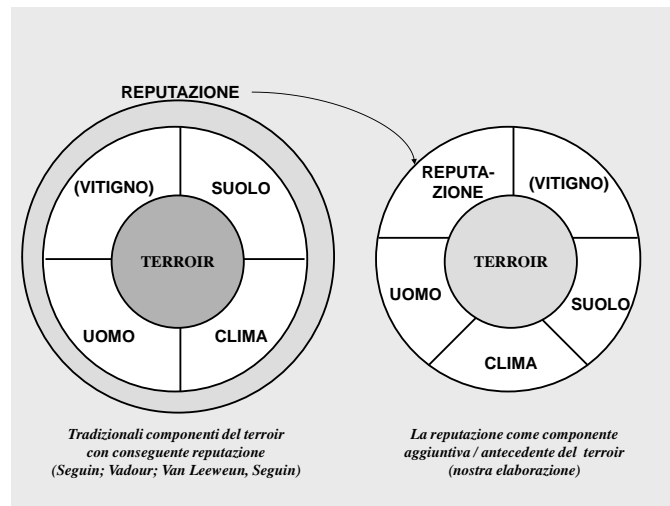 REPUTAZIONE
(VITIGNO)
SUOLO
TERROIR
UOMO
CLIMA
Tradizionali componenti del terroir
con conseguente reputazione
(Seguin; Vadour; Van Leeweun, Seguin)
REPUTA-
ZIONE
(VITIGNO)
TERROIR
UOMO
SUOLO
CLIMA
La reputazione come componente
aggiuntiva / antecedente del terroir
(nostra elaborazione)